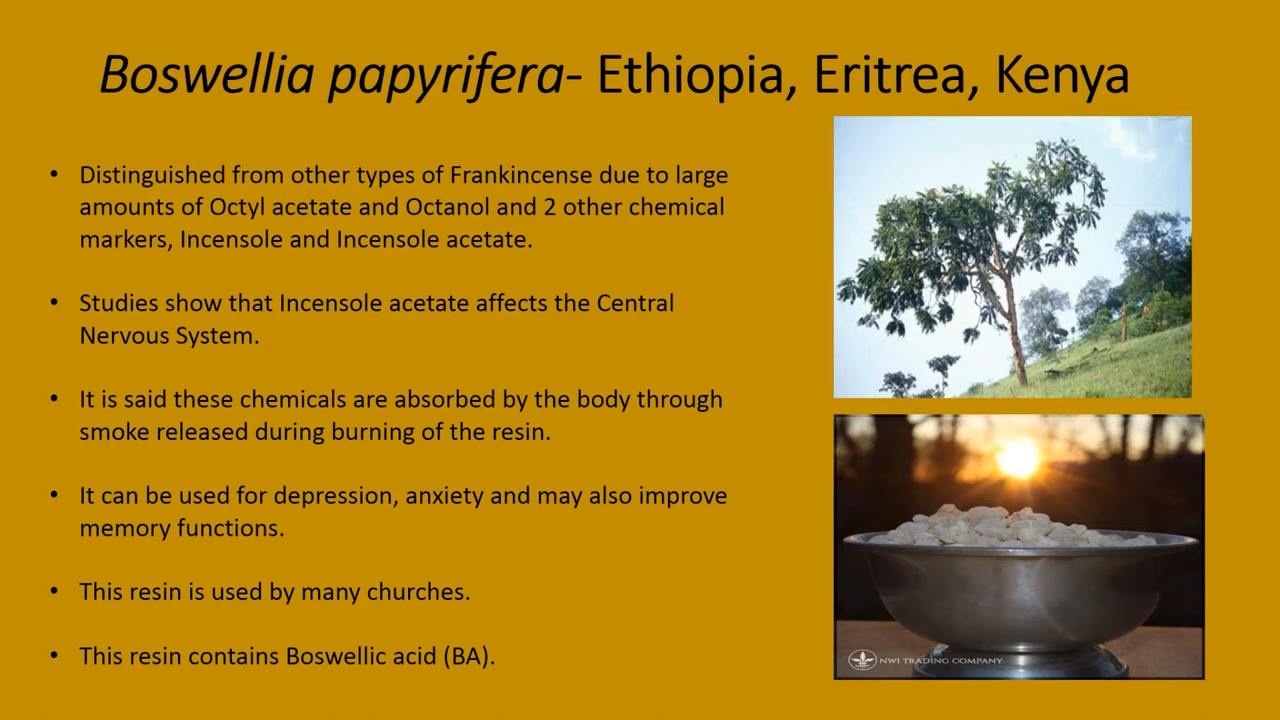 Boswellia papyrifera- Ethiopia, Eritrea, Kenya
• Distinguished from other types of Frankincense due to large
amounts of Octyl acetate and Octanol and 2 other chemical
markers, Incensole and Incensole acetate.
• Studies show that Incensole acetate affects the Central
Nervous System.
• It is said these chemicals are absorbed by the body through
smoke released during burning of the resin.
• It can be used for depression, anxiety and may also improve
memory functions.
• This resin is used by many churches.
• This resin contains Boswellic acid (BA).
NWI TRADING COMPANY